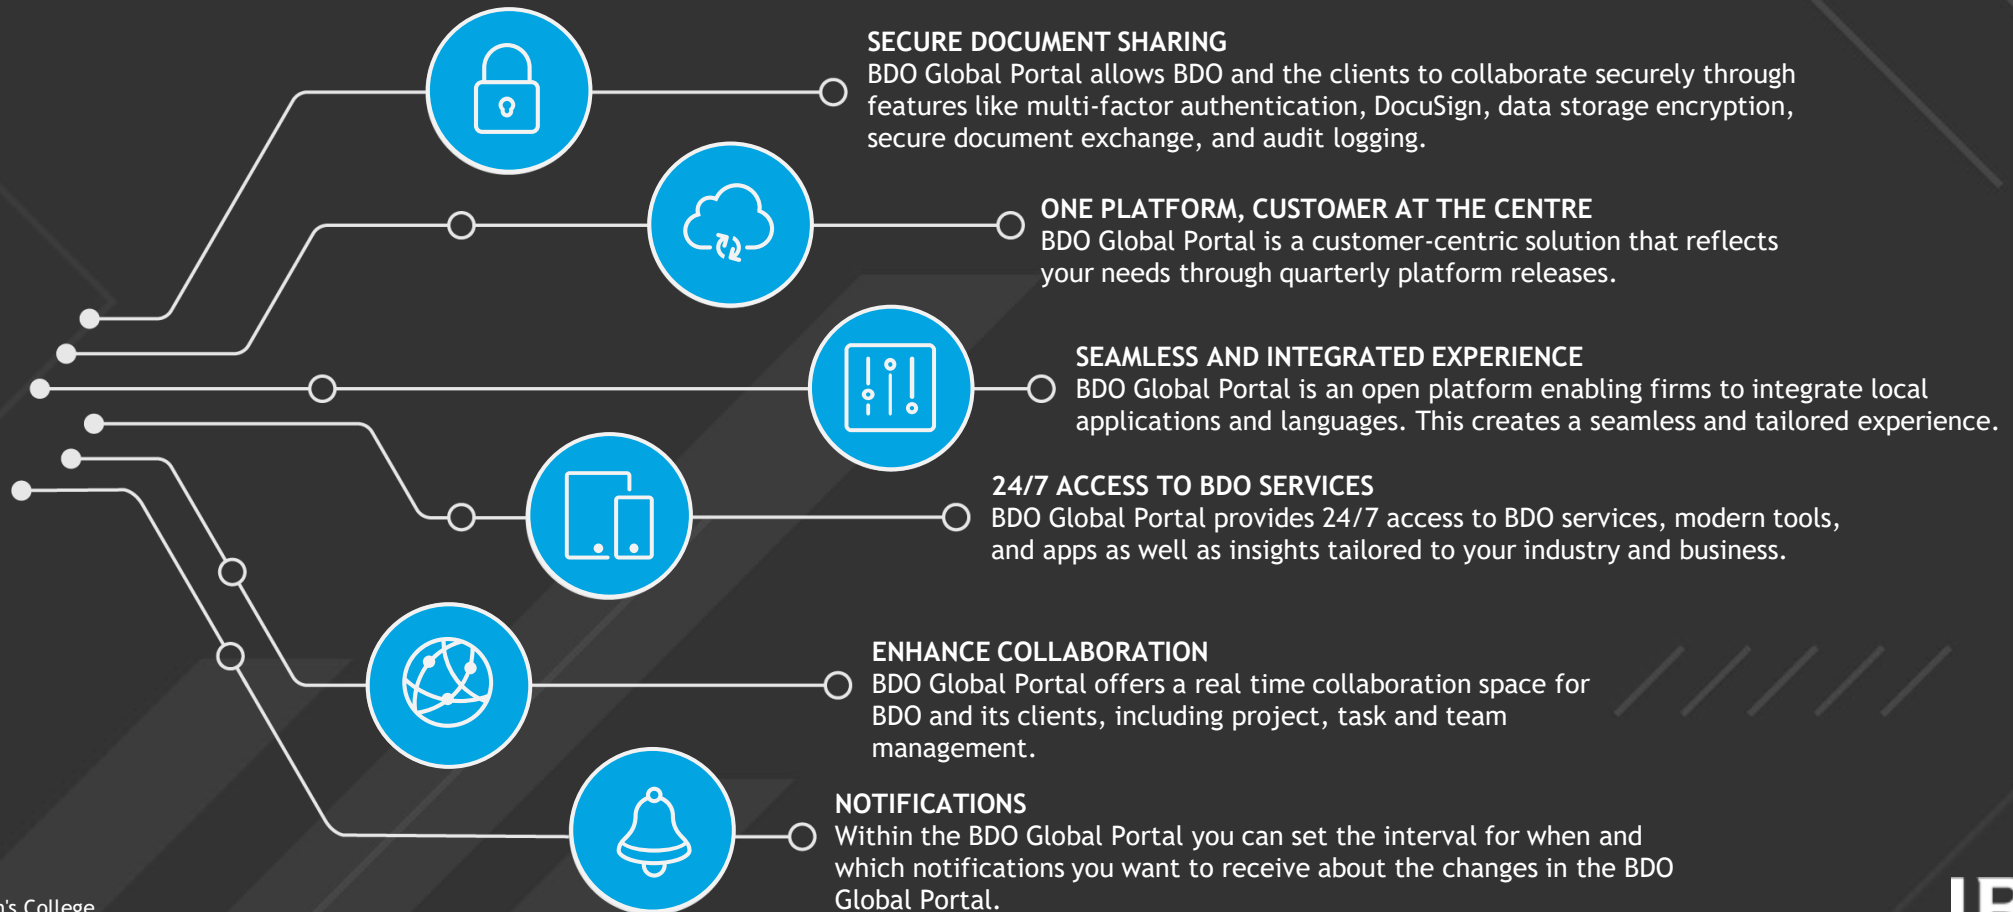 SECURE DOCUMENT SHARING
BDO Global Portal allows BDO and the clients to collaborate securely through
features like multi-factor authentication, DocuSign, data storage encryption,
secure document exchange, and audit logging.
ONE PLATFORM, CUSTOMER AT THE CENTRE
BDO Global Portal is a customer-centric solution that reflects
your needs through quarterly platform releases.
SEAMLESS AND INTEGRATED EXPERIENCE
BDO Global Portal is an open platform enabling firms to integrate local
applications and languages. This creates a seamless and tailored experience.
24/7 ACCESS TO BDO SERVICES
BDO Global Portal provides 24/7 access to BDO services, modern tools,
and apps as well as insights tailored to your industry and business.
ENHANCE COLLABORATION
BDO Global Portal offers a real time collaboration space for
BDO and its clients, including project, task and team
management.
NOTIFICATIONS
Within the BDO Global Portal you can set the interval for when and
which notifications you want to receive about the changes in the BDO
Global Portal.
College